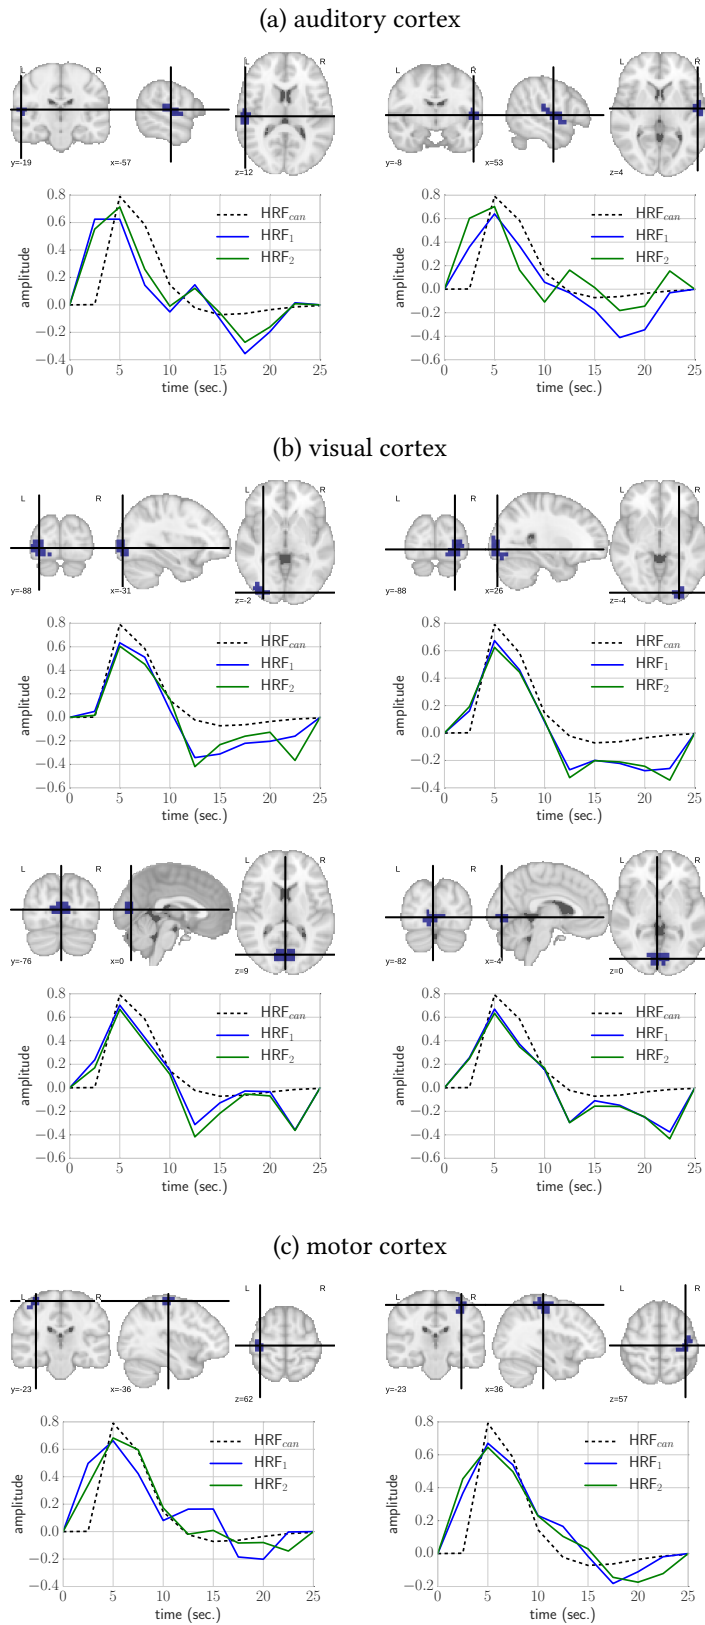 (a) auditory cortex
L R
y=-19 x=-57 z=12
L R L R
y=-8 x=53 z=4
0.8
0.6
0.4
0.2
0.0
−0.2
−0.4
amplitude
HRFcan
HRF1
HRF2
0 5 10 15 20 25
time (sec.)
0.8
0.6
0.4
0.2
0.0
−0.2
−0.4
−0.6
amplitude
HRFcan
HRF1
HRF2
0 5 10 15 20 25
time (sec.)
(b) visual cortex
L R L R
y=-88 x=-31 z=-2
L R L R
y=-88 x=26 z=-4
0.8
0.6
0.4
0.2
0.0
−0.2
−0.4
−0.6
amplitude
HRFcan
HRF1
HRF2
0 5 10 15 20 25
time (sec.)
0.8
0.6
0.4
0.2
0.0
−0.2
−0.4
amplitude
HRFcan
HRF1
HRF2
0 5 10 15 20 25
time (sec.)
L R L R
y=-76 x=0 z=9
L R L R
y=-82 x=-4 z=0
0.8
0.6
0.4
0.2
0.0
−0.2
−0.4
−0.6
amplitude
HRFcan
HRF1
HRF2
0 5 10 15 20 25
time (sec.)
0.8
0.6
0.4
0.2
0.0
−0.2
−0.4
−0.6
amplitude
HRFcan
HRF1
HRF2
0 5 10 15 20 25
time (sec.)
(c) motor cortex
L R L R
y=-23 x=-36 z=62
L R L R
y=-23 x=36 z=57
0.8
0.6
0.4
0.2
0.0
−0.2
−0.4
amplitude
HRFcan
HRF1
HRF2
0 5 10 15 20 25
time (sec.)
0.8
0.6
0.4
0.2
0.0
−0.2
amplitude
HRFcan
HRF1
HRF2
0 5 10 15 20 25
time (sec.)